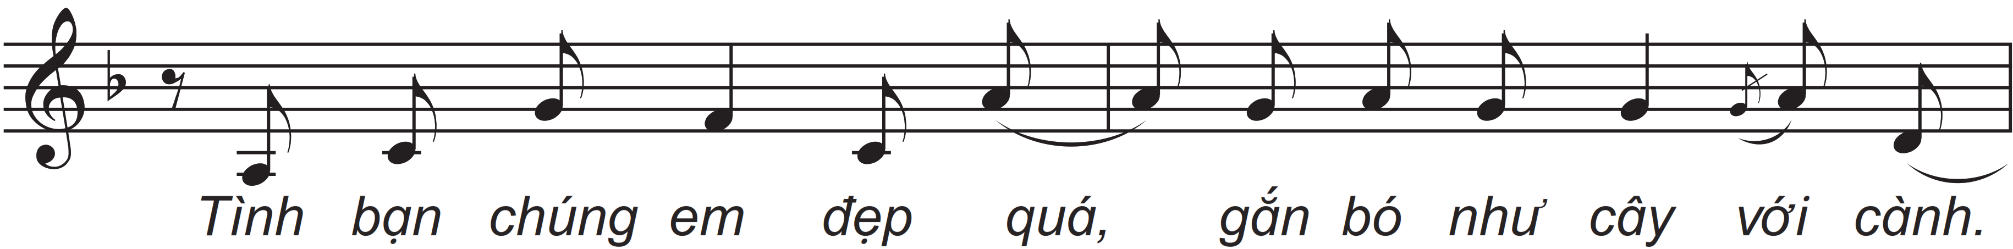 Tình bạn chúng em đẹp quá, gắn bó như cây với cành.